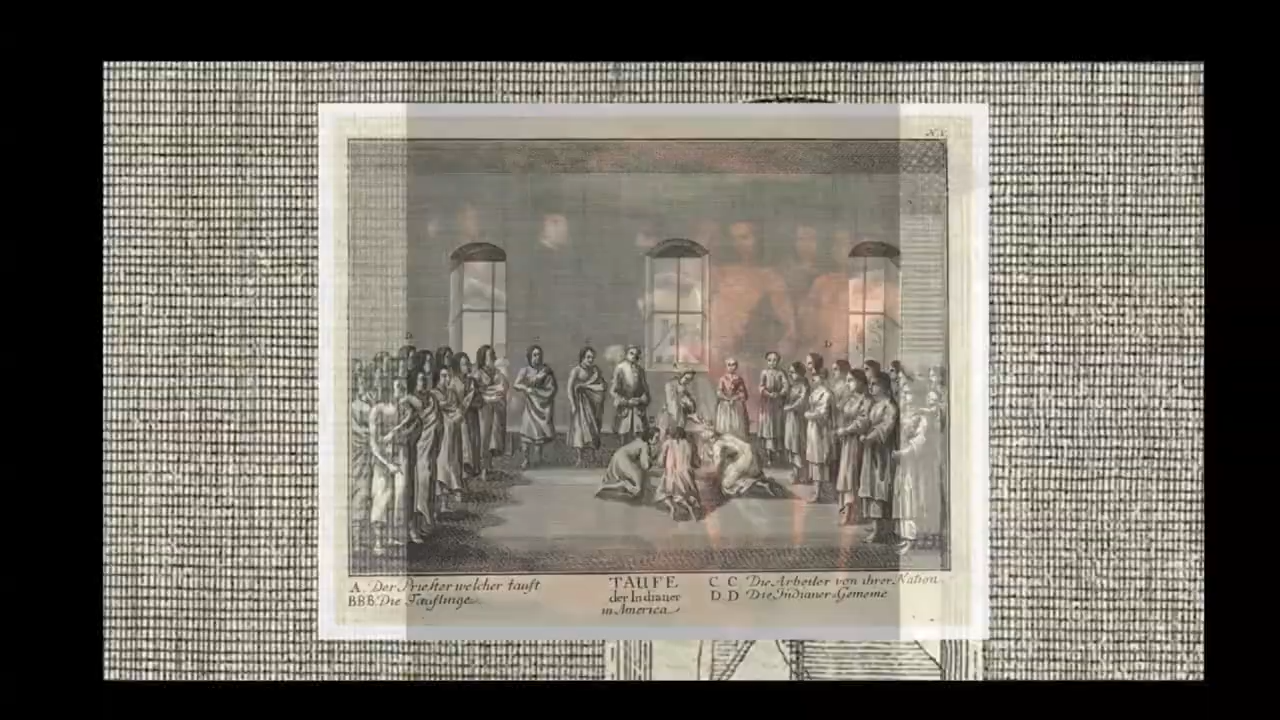 A. Der Priester welcher tauft
BBB. Die Täuflinge.
TAUFE
der Indianer
in America.
C C Die Arbeiter von ihrer Nation.
D D Die Indianer Gemeine